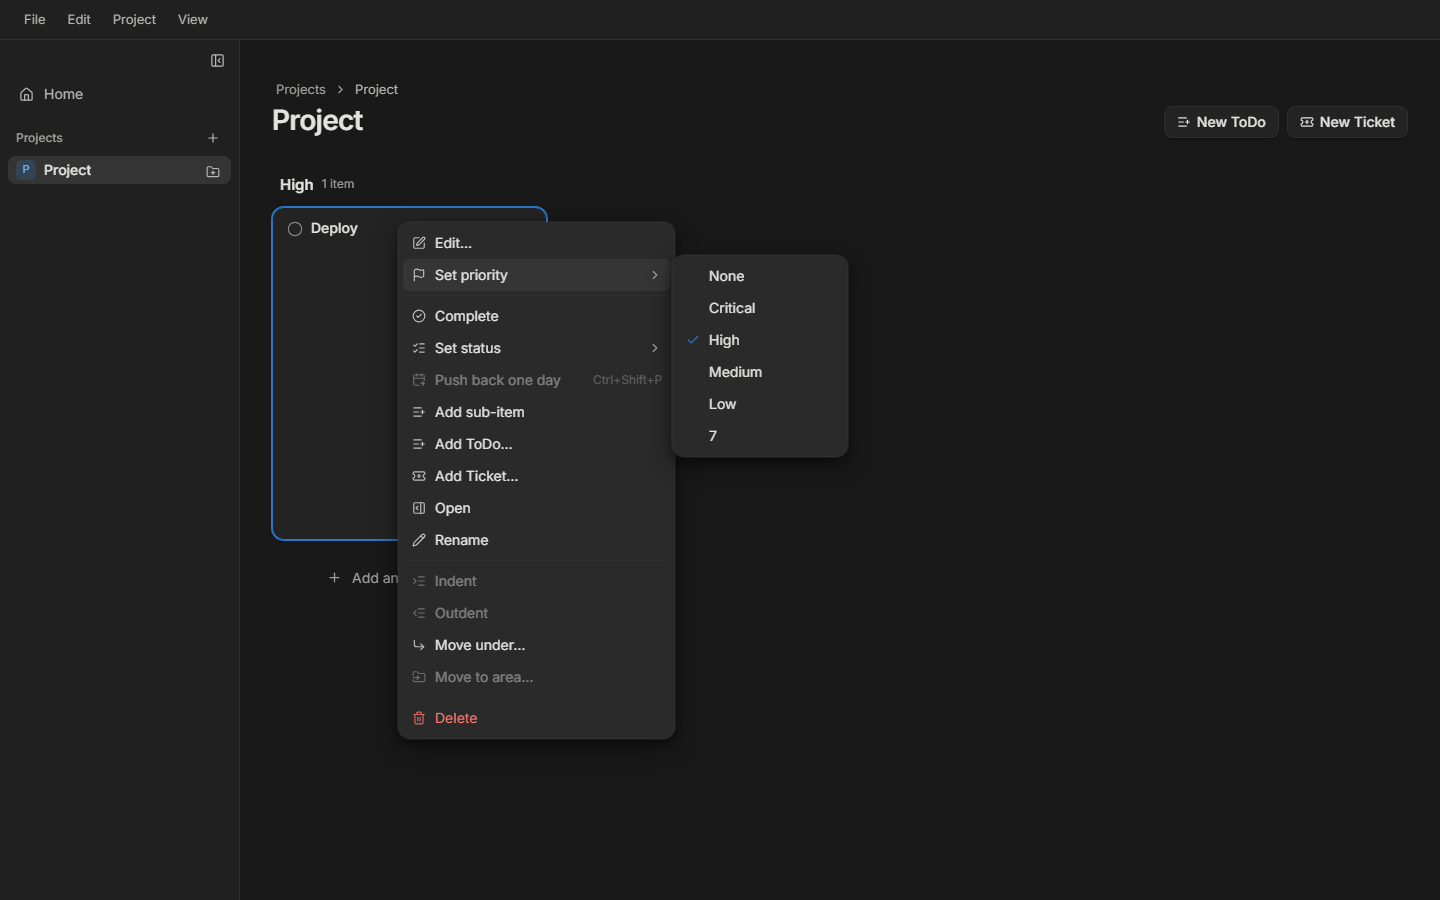 File Edit Project View
Home
Projects
P Project
Projects > Project
Project
New ToDo New Ticket
High 1 item
Deploy
Add an
Edit...
Set priority
Complete
Set status
Push back one day Ctrl+Shift+P
Add sub-item
Add ToDo...
Add Ticket...
Open
Rename
Indent
Outdent
Move under...
Move to area...
Delete
None
Critical
High
Medium
Low
7